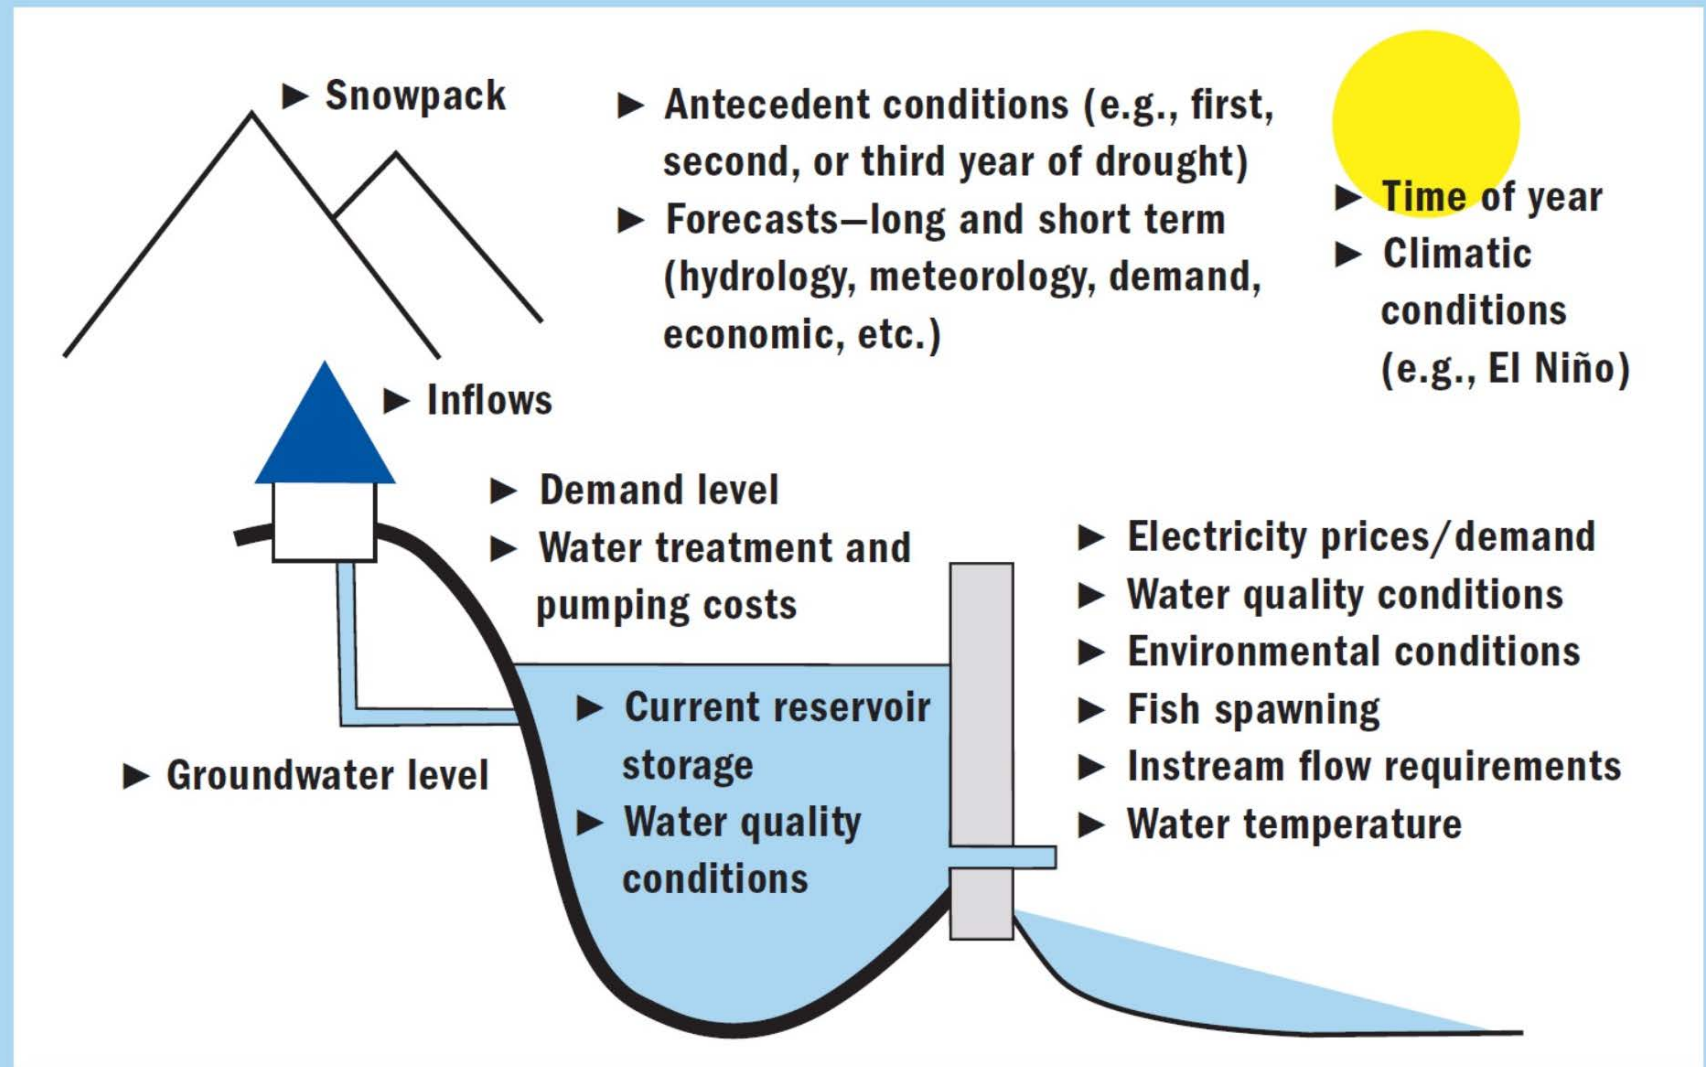 ► Snowpack
► Antecedent conditions (e.g., first,
second, or third year of drought)
► Forecasts—long and short term
(hydrology, meteorology, demand,
economic, etc.)
► Time of year
► Climatic
conditions
(e.g., El Niño)
► Inflows
► Demand level
► Water treatment and
pumping costs
► Electricity prices/demand
► Water quality conditions
► Environmental conditions
► Fish spawning
► Instream flow requirements
► Water temperature
► Current reservoir
storage
► Water quality
conditions
► Groundwater level